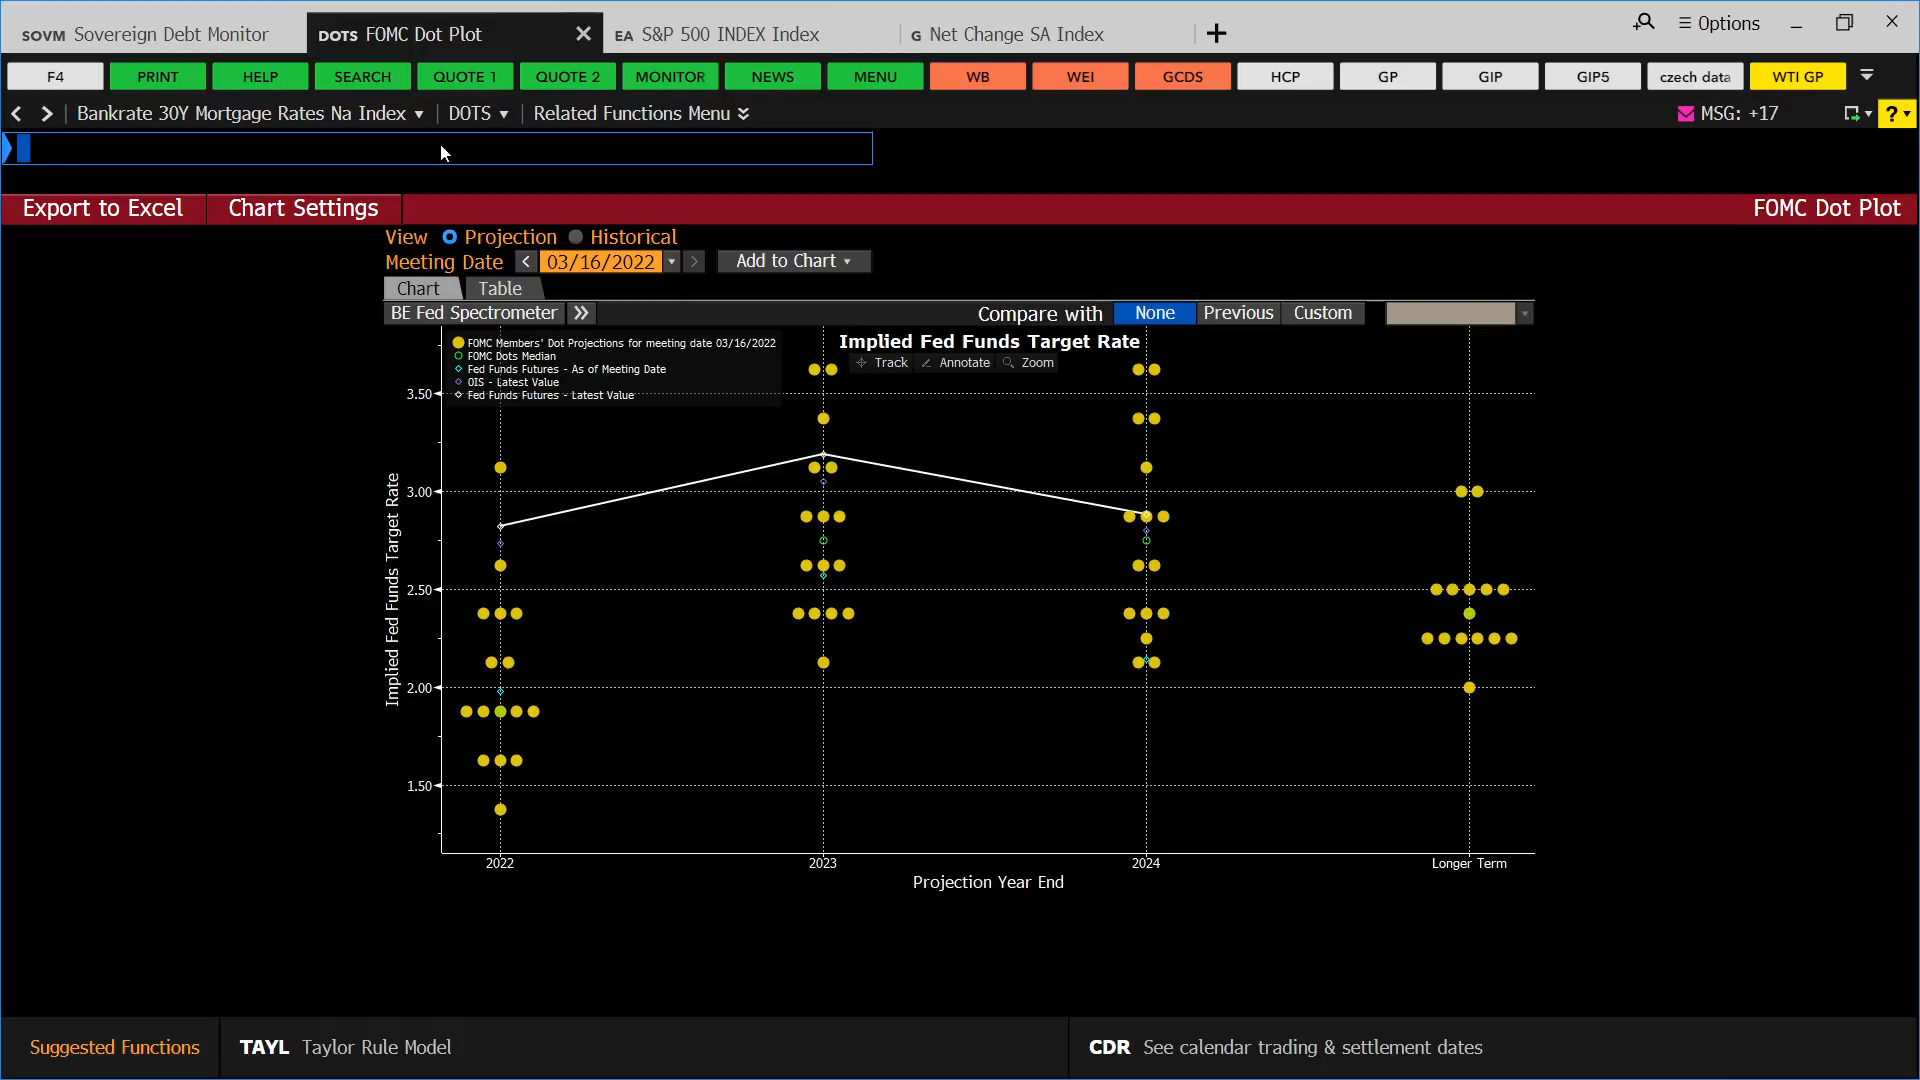 SOVM Sovereign Debt Monitor DOTS FOMC Dot Plot EA S&P 500 INDEX Index G Net Change SA Index Options
F4 PRINT HELP SEARCH QUOTE 1 QUOTE 2 MONITOR NEWS MENU WB WEI GCDS HCP GP GIP GIP5 czech data WTI GP
Bankrate 30Y Mortgage Rates Na Index DOTS Related Functions Menu MSG: +17 ?
Export to Excel Chart Settings FOMC Dot Plot
View Projection Historical
Meeting Date < 03/16/2022 > Add to Chart
Chart Table
BE Fed Spectrometer Compare with None Previous Custom
Implied Fed Funds Target Rate
Track Annotate Zoom
FOMC Members' Dot Projections for meeting date 03/16/2022
FOMC Dots Median
Fed Funds Futures - As of Meeting Date
OIS - Latest Value
Fed Funds Futures - Latest Value
Implied Fed Funds Target Rate
3.50
3.00
2.50
2.00
1.50
2022 2023 2024 Longer Term
Projection Year End
Suggested Functions TAYL Taylor Rule Model CDR See calendar trading & settlement dates